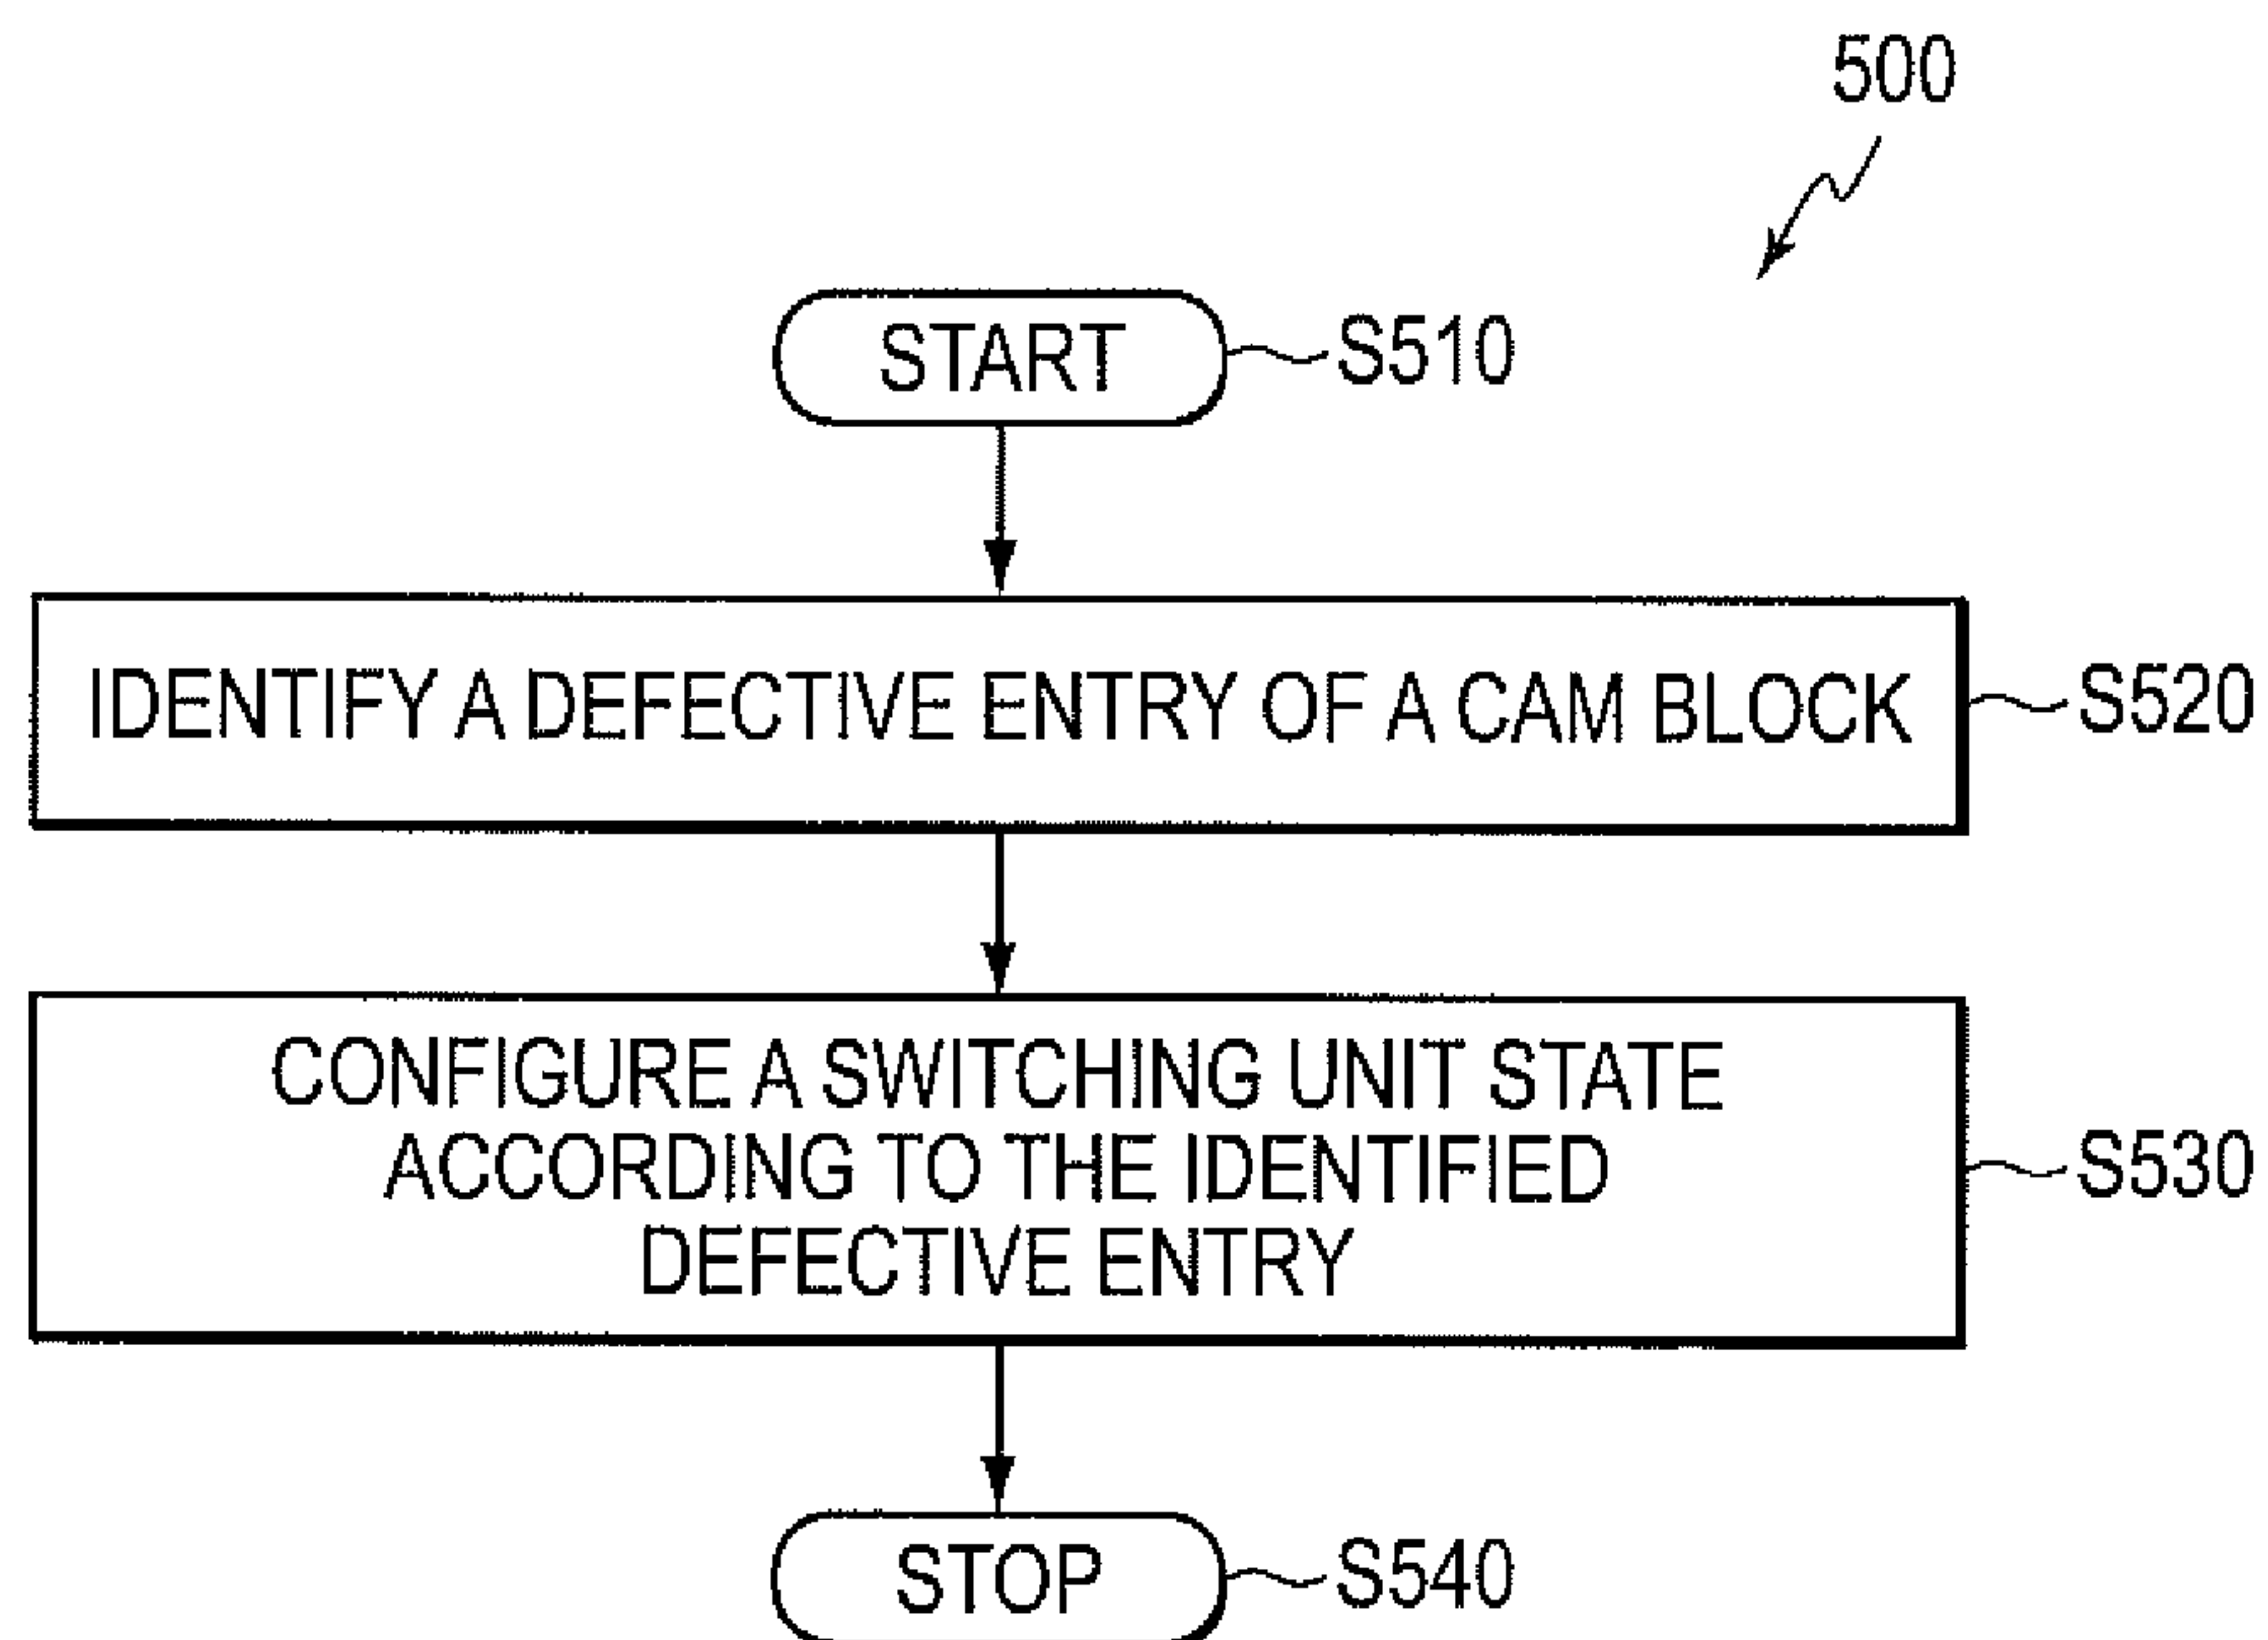 500
START
S510
IDENTIFY A DEFECTIVE ENTRY OF A CAM BLOCK
S520
CONFIGURE A SWITCHING UNIT STATE
ACCORDING TO THE IDENTIFIED
DEFECTIVE ENTRY
S530
STOP
S540